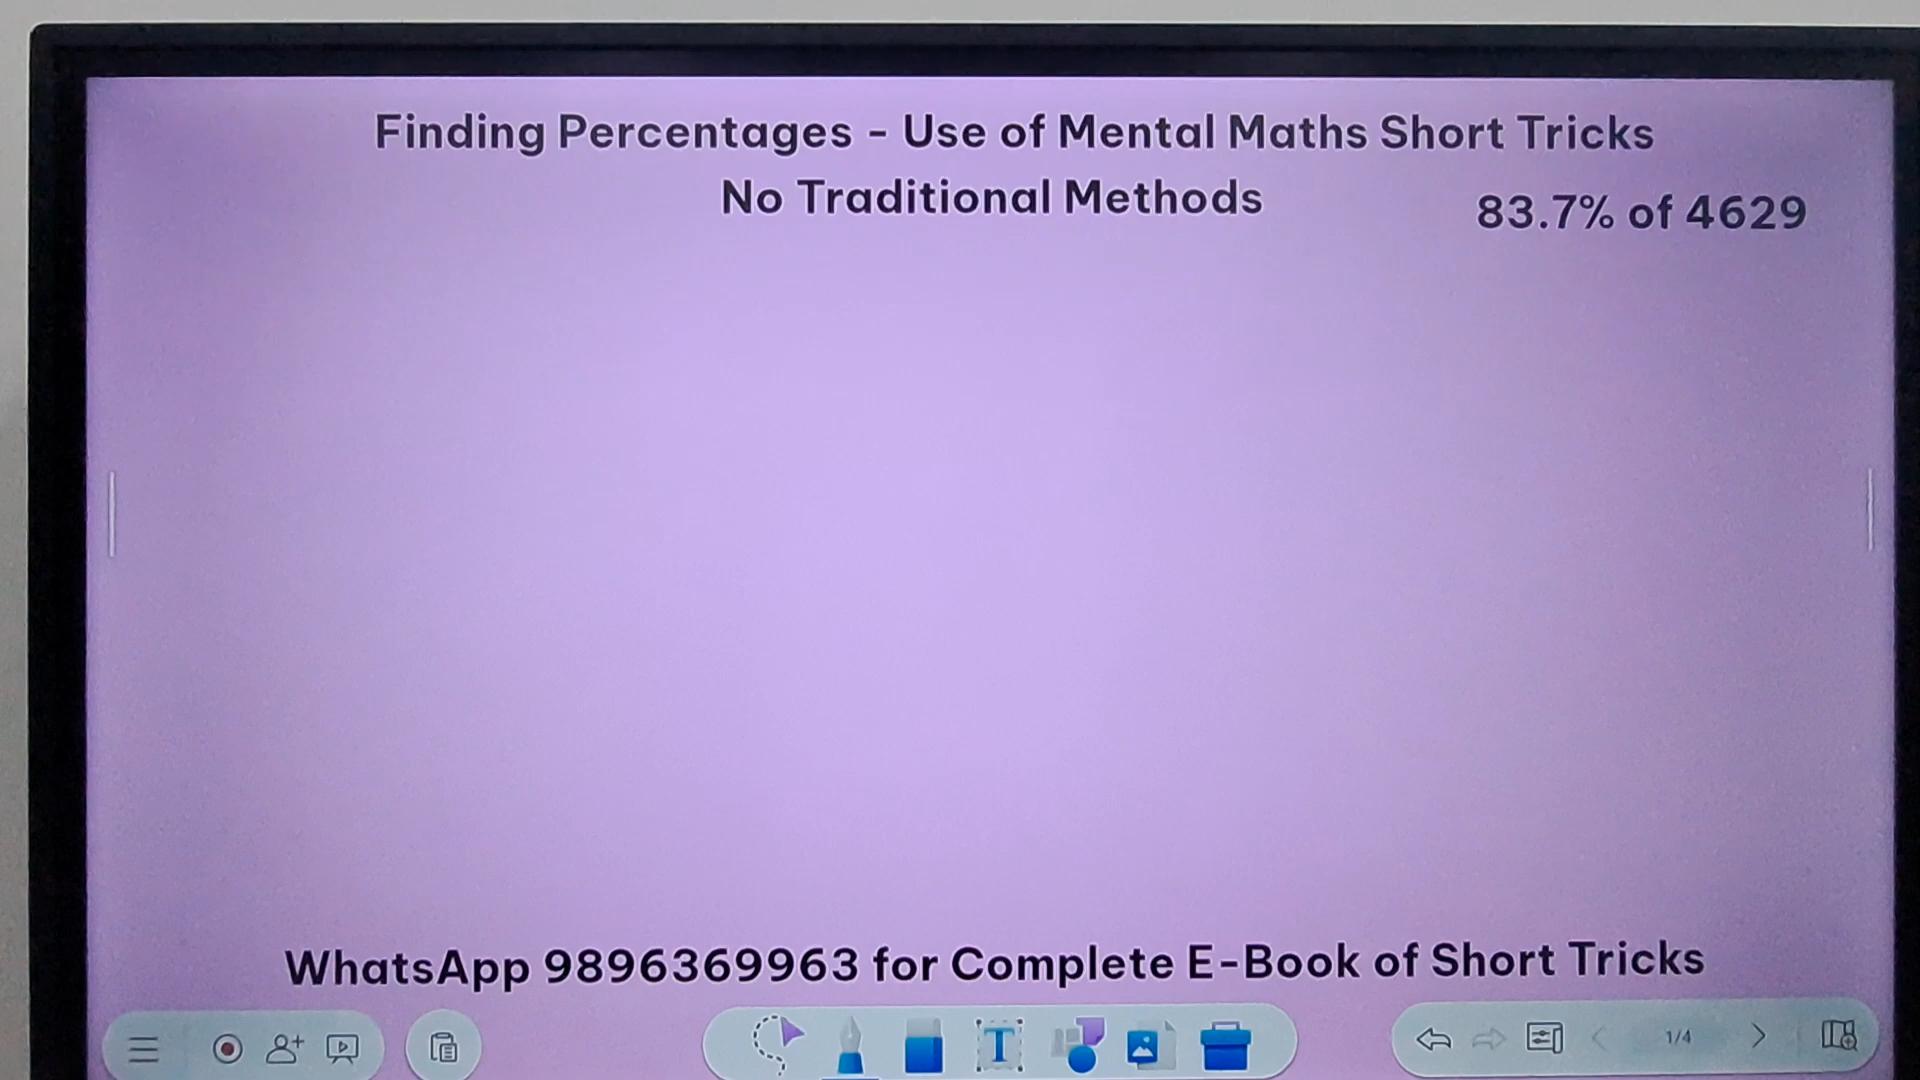 Finding Percentages - Use of Mental Maths Short Tricks
No Traditional Methods
83.7% of 4629
WhatsApp 9896369963 for Complete E-Book of Short Tricks
T
1/4